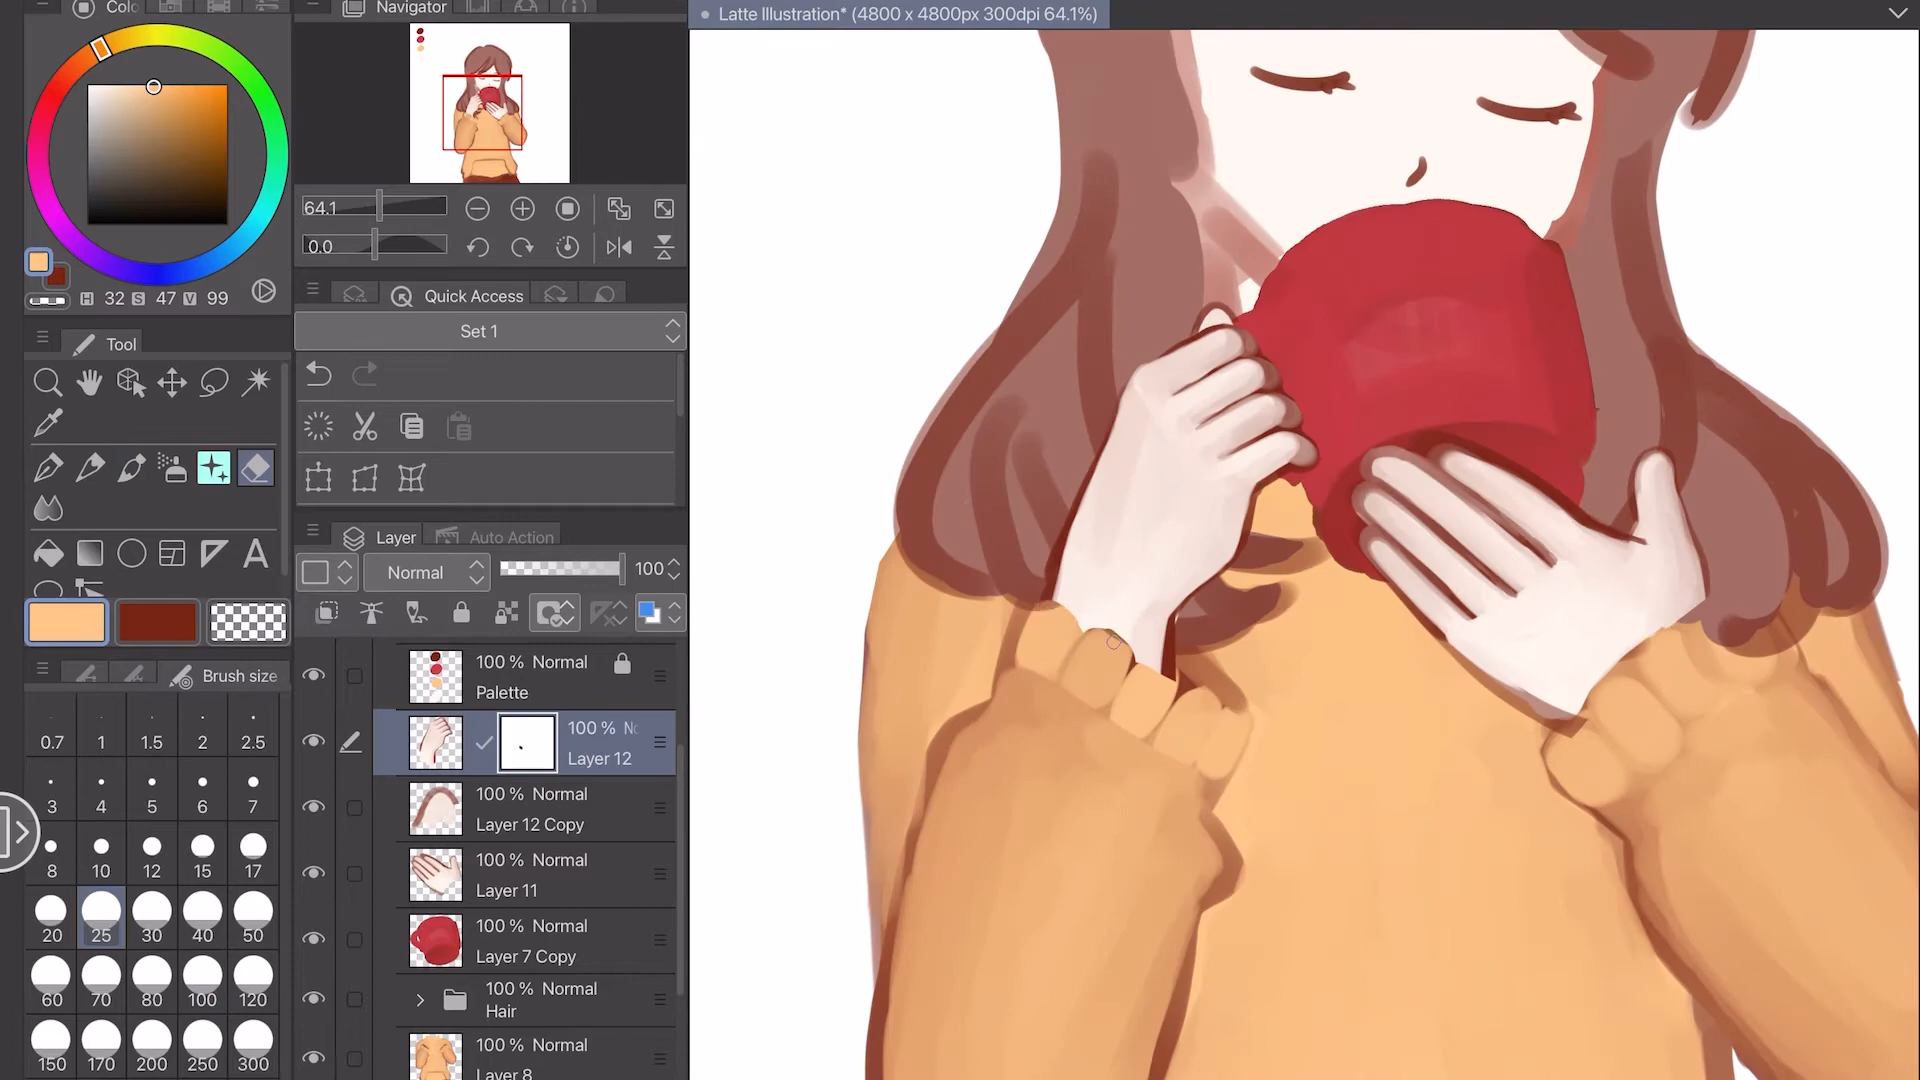 Colo
Navigator
Latte Illustration* (4800 x 4800px 300dpi 64.1%)
64.1
0.0
H 32 S 47 V 99
Quick Access
Set 1
Tool
A
Layer
Auto Action
Normal
100
Brush size
0.7 1 1.5 2 2.5
3 4 5 6 7
8 10 12 15 17
20 25 30 40 50
60 70 80 100 120
150 170 200 250 300
100 % Normal
Palette
100 % No
Layer 12
100 % Normal
Layer 12 Copy
100 % Normal
Layer 11
100 % Normal
Layer 7 Copy
100 % Normal
Hair
100 % Normal
Layer 8